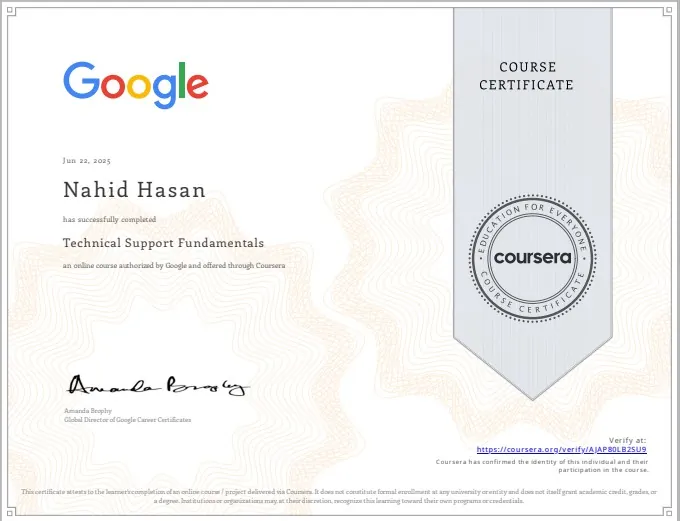 Google
COURSE
CERTIFICATE
Jun 22, 2025
Nahid Hasan
has successfully completed
Technical Support Fundamentals
an online course authorized by Google and offered through Coursera
EDUCATION FOR EVERYONE
coursera
COURSE CERTIFICATE
Amanda Brophy
Amanda Brophy
Global Director of Google Career Certificates
Verify at:
https://coursera.org/verify/AJAP80LB2SU9
Coursera has confirmed the identity of this individual and their
participation in the course.
This certificate attests to the learner's completion of an online course / project delivered via Coursera. It does not constitute formal enrollment at any university or entity and does not itself grant academic credit, grades, or
a degree. Institutions or organizations may, at their discretion, recognize this learning toward their own programs or credentials.